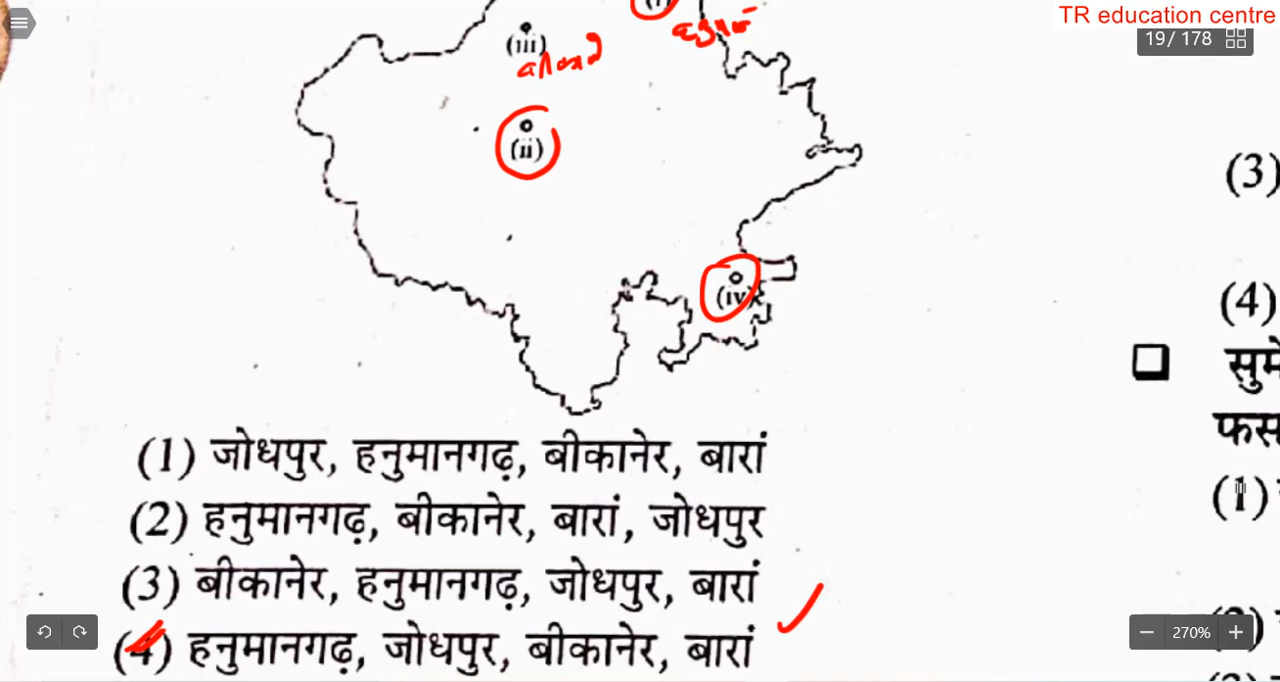 TR education centre
19/ 178
(iii)
(ii)
(iv)
(1) जोधपुर, हनुमानगढ़, बीकानेर, बारां
(2) हनुमानगढ़, बीकानेर, बारां, जोधपुर
(3) बीकानेर, हनुमानगढ़, जोधपुर, बारां
(4) हनुमानगढ़, जोधपुर, बीकानेर, बारां
(3)
(4)
(1)
270%